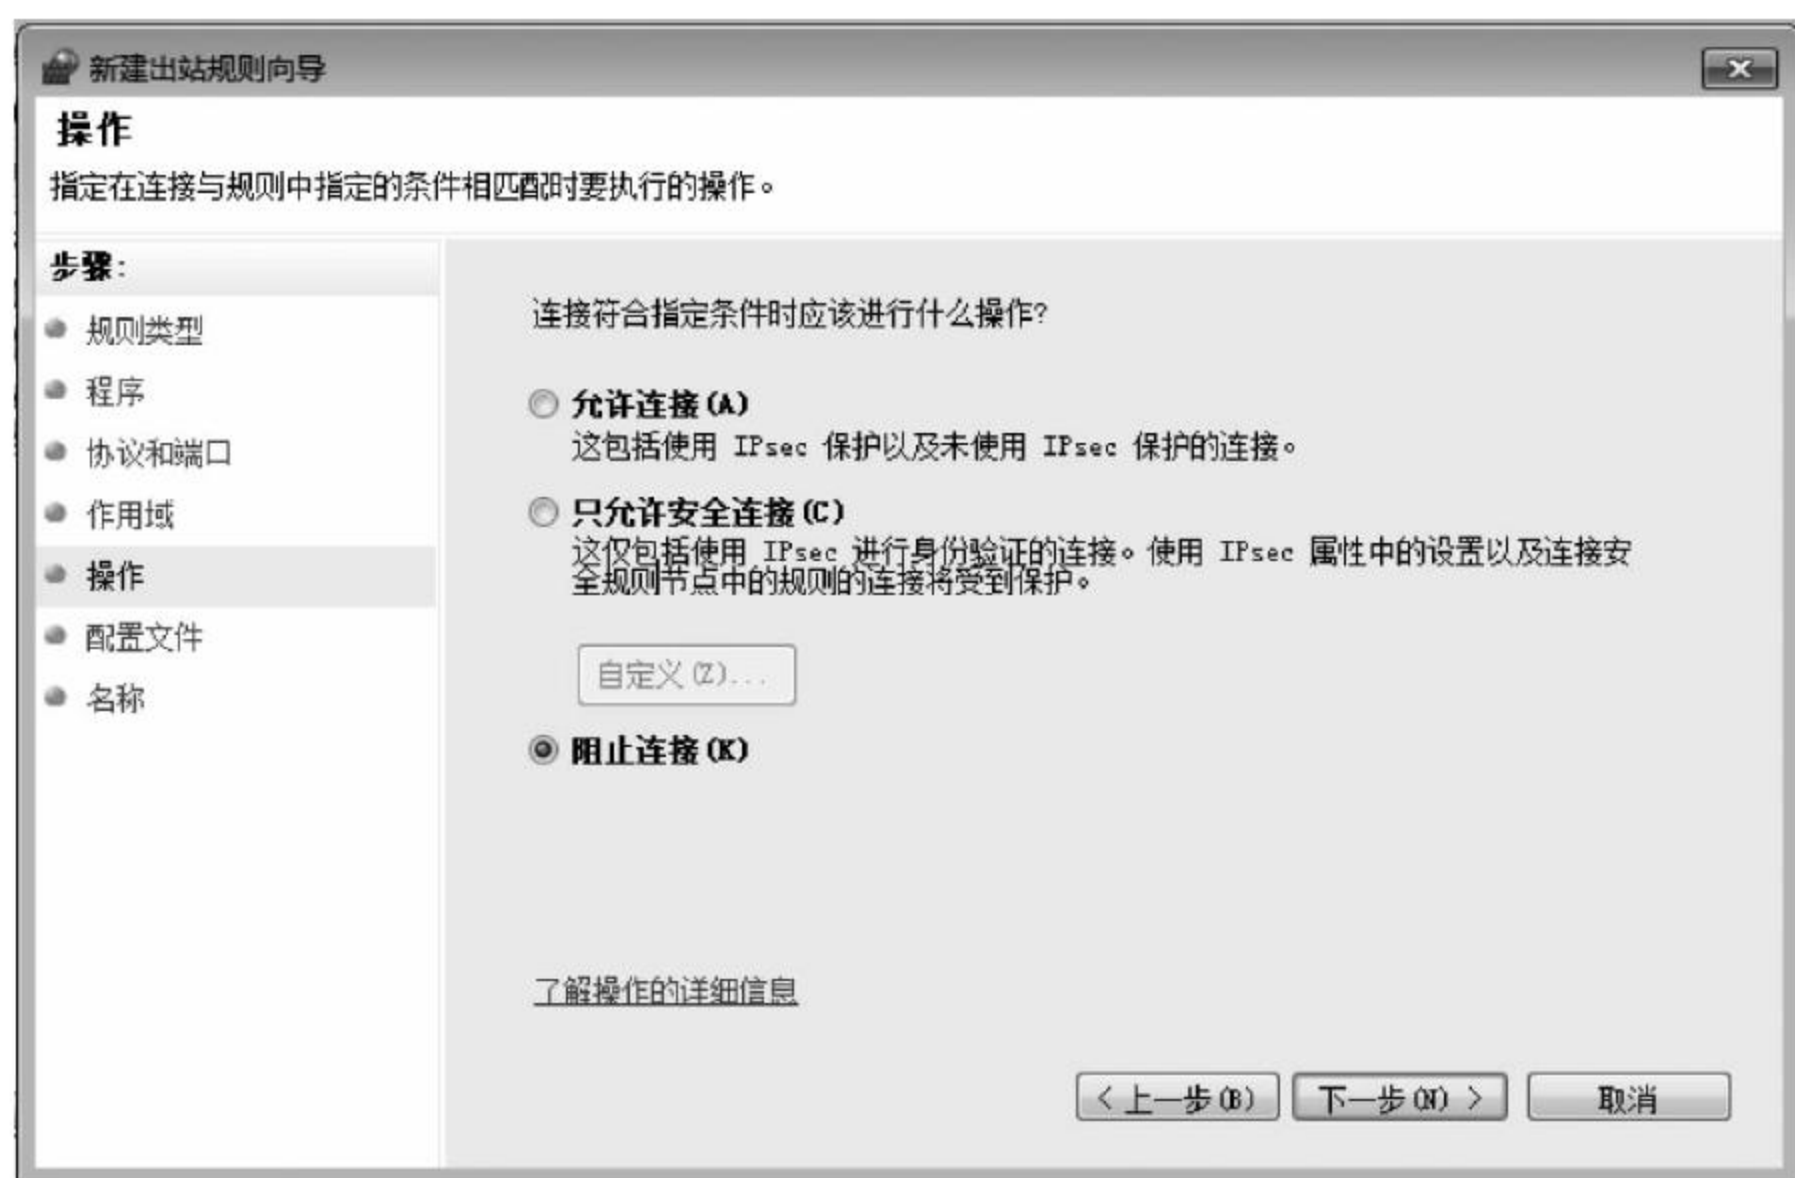 新建出站规则向导
操作
指定在连接与规则中指定的条件相匹配时要执行的操作。
步骤:
规则类型
程序
协议和端口
作用域
操作
配置文件
名称
连接符合指定条件时应该进行什么操作?
允许连接(A)
这包括使用 IPsec 保护以及未使用 IPsec 保护的连接。
只允许安全连接(C)
这仅包括使用 IPsec 进行身份验证的连接。使用 IPsec 属性中的设置以及连接安
全规则节点中的规则的连接将受到保护。
自定义(Z)...
阻止连接(K)
了解操作的详细信息
< 上一步(B)
下一步(N) >
取消